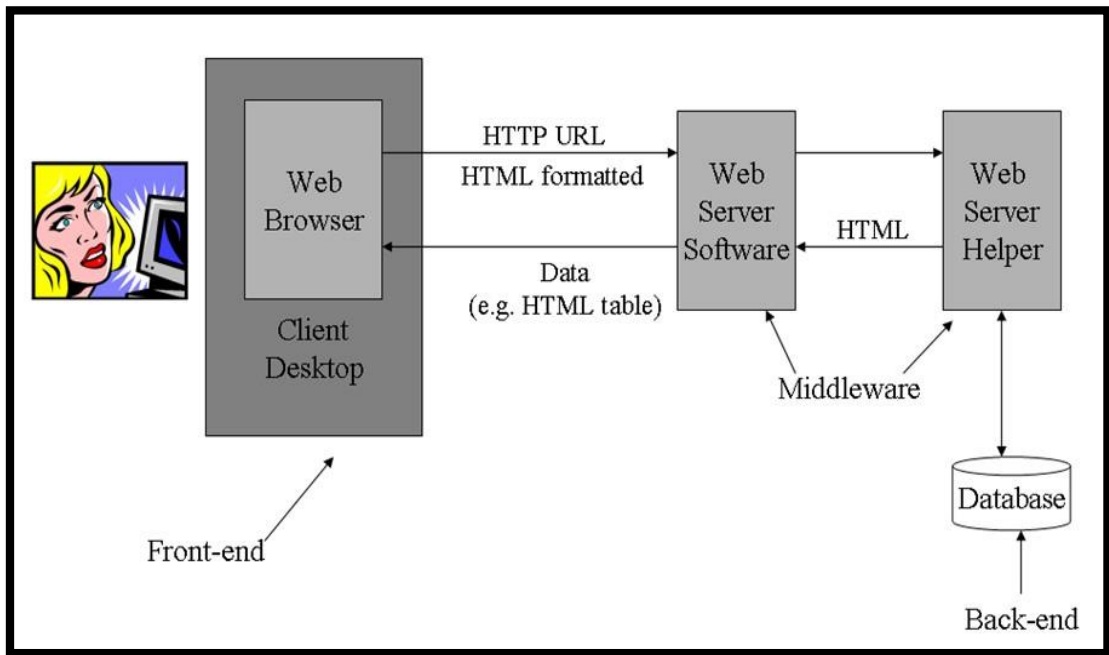 Web
Browser
Client
Desktop
HTTP URL
HTML formatted
Data
(e.g. HTML table)
Web
Server
Software
HTML
Web
Server
Helper
Middleware
Database
Front-end
Back-end